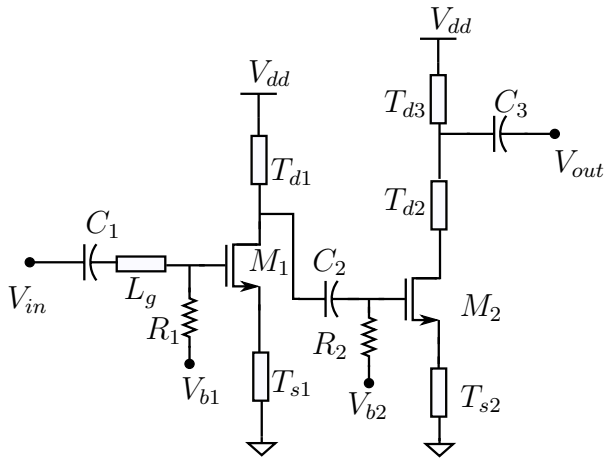 V_dd
T_d3
C_3
V_dd
V_out
T_d1
T_d2
C_1
M_1
C_2
V_in
L_g
M_2
R_1
R_2
V_b1
T_s1
V_b2
T_s2